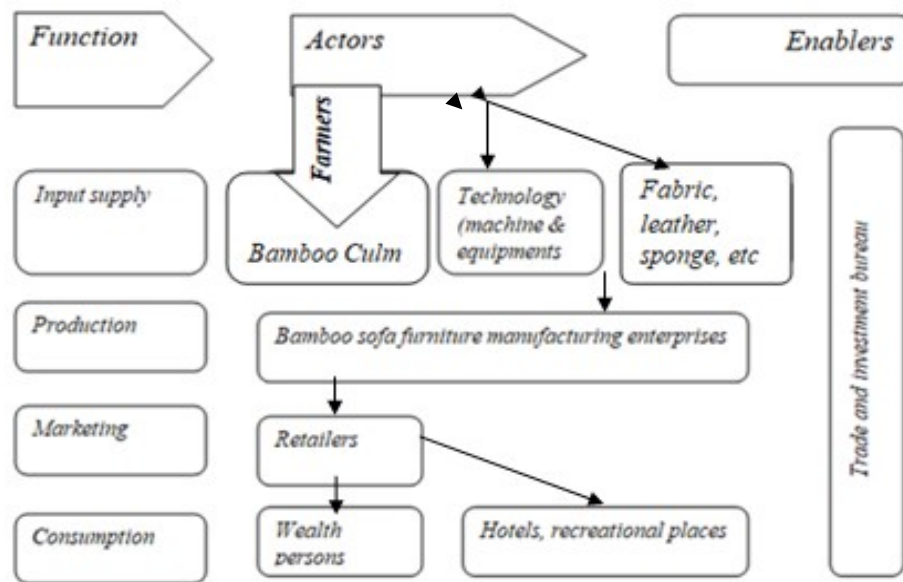 Function
Actors
Enablers
Farmers
Input supply
Bamboo Culm
Technology
(machine &
equipments
Fabric,
leather,
sponge, etc
Production
Bamboo sofa furniture manufacturing enterprises
Marketing
Retailers
Consumption
Wealth
persons
Hotels, recreational places
Trade and investment bureau